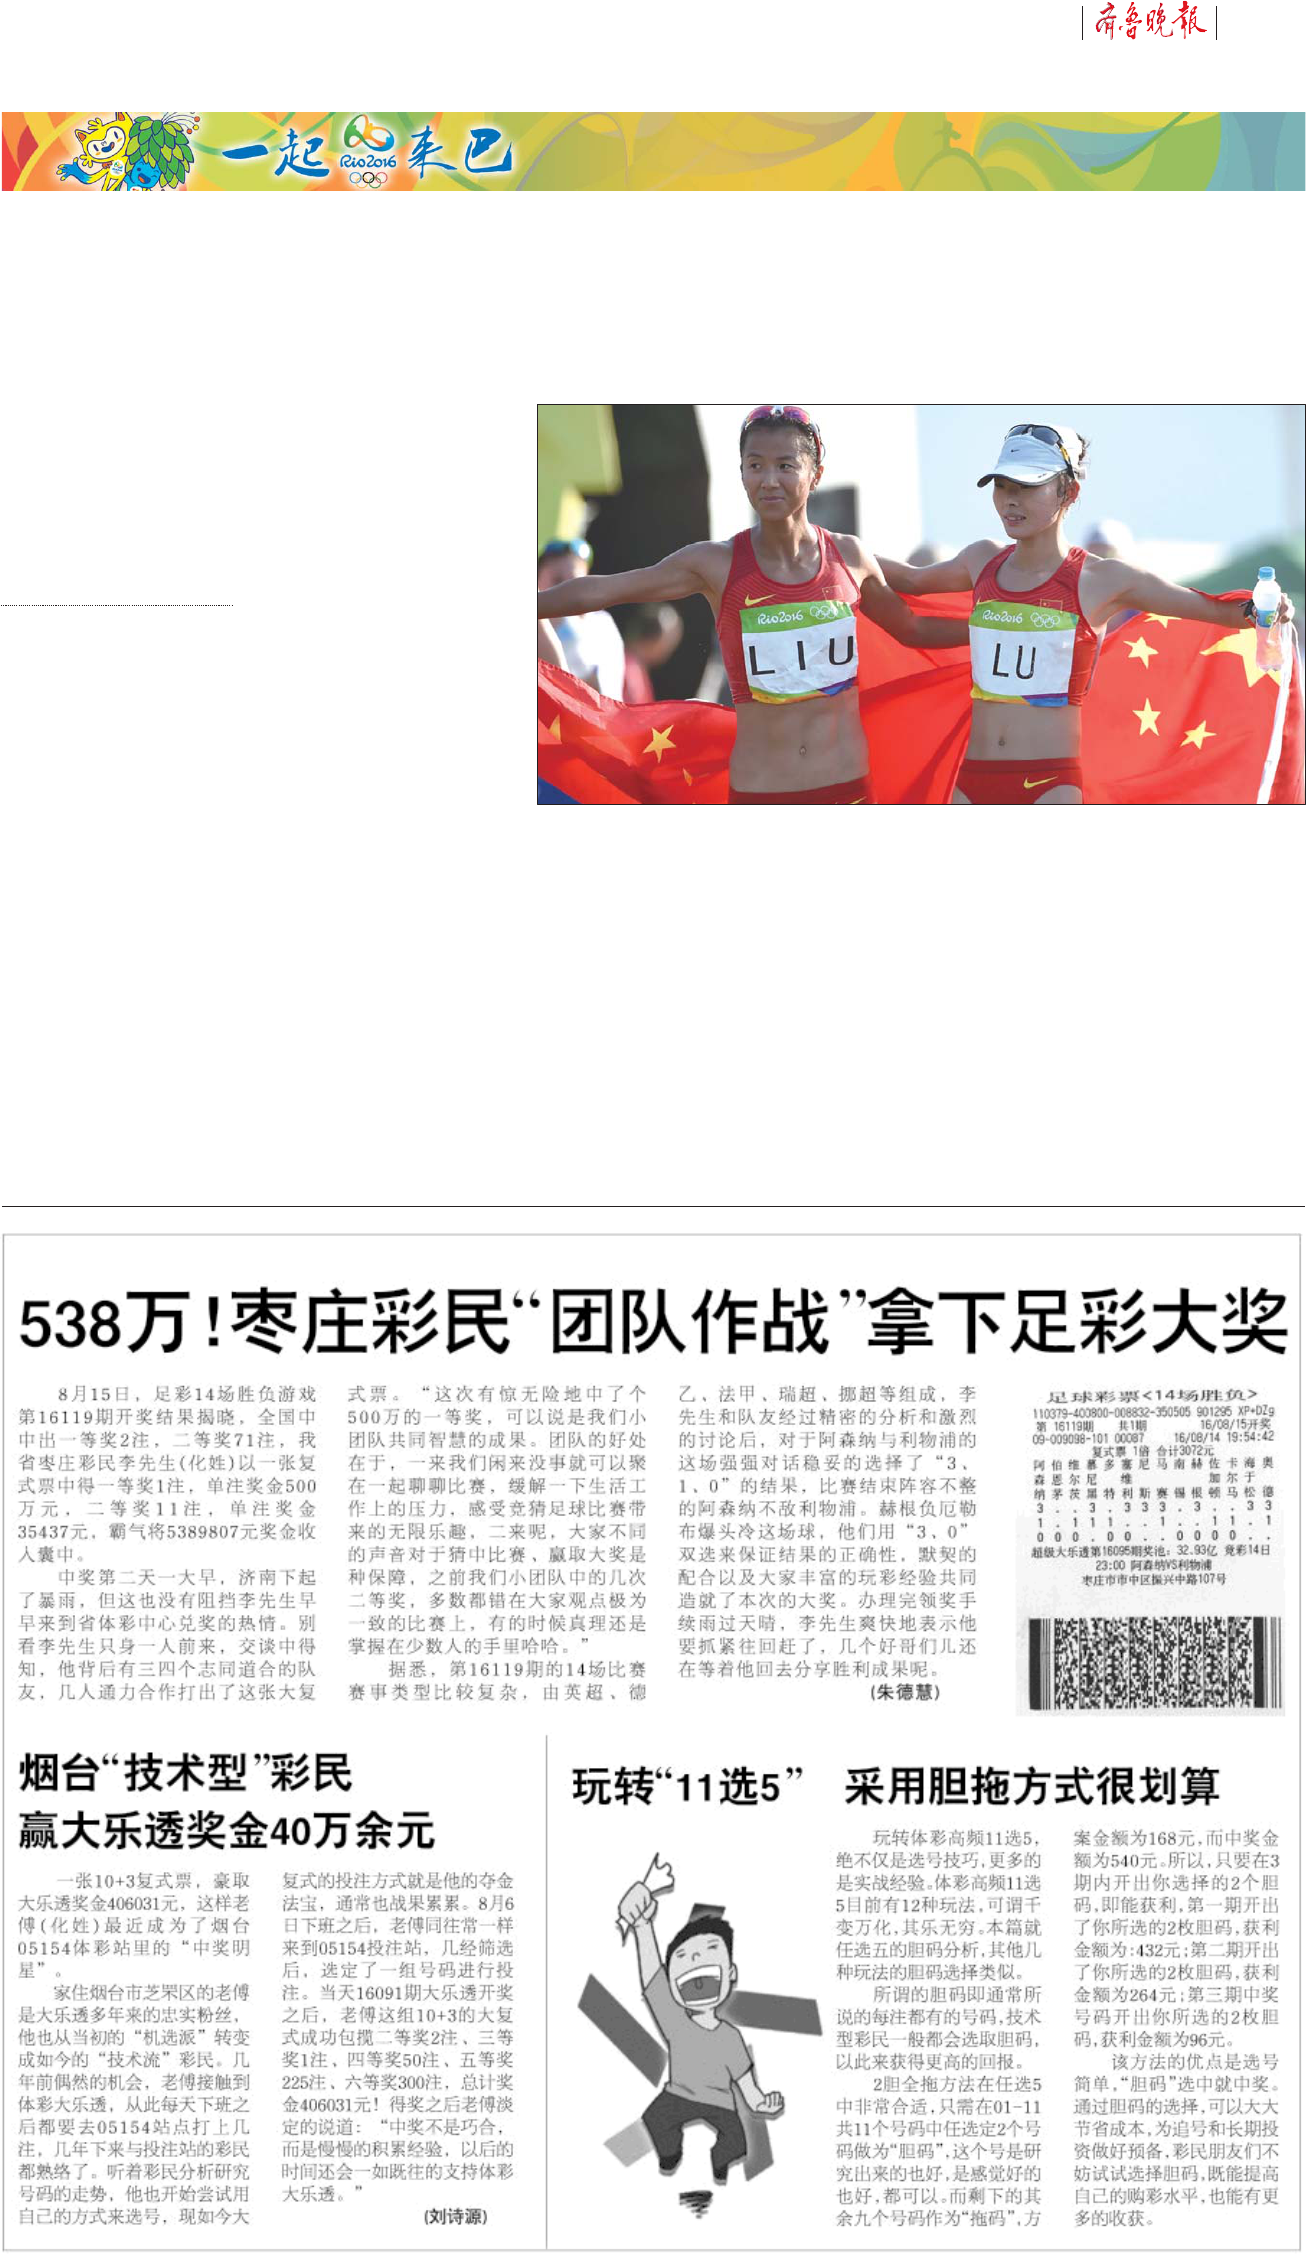 齐鲁晚报
一起来巴
Rio2016
Rio2016
LIU
Rio2016
LU
538万！枣庄彩民“团队作战”拿下足彩大奖
8月15日，足彩14场胜负游戏
第16119期开奖结果揭晓，全国中
中出一等奖2注，二等奖71注，我
省枣庄彩民李先生(化姓)以一张复
式票中得一等奖1注，单注奖金500
万元，二等奖11注，单注奖金
35437元，霸气将5389807元奖金收
入囊中。
中奖第二天一大早，济南下起
了暴雨，但这也没有阻挡李先生早
早来到省体彩中心兑奖的热情。别
看李先生只身一人前来，交谈中得
知，他背后有三四个志同道合的队
友，几人通力合作打出了这张大复
式票。“这次有惊无险地中了个
500万的一等奖，可以说是我们小
团队共同智慧的成果。团队的好处
在于，一来我们闲来没事就可以聚
在一起聊聊比赛，缓解一下生活工
作上的压力，感受竞猜足球比赛带
来的无限乐趣，二来呢，大家不同
的声音对于猜中比赛、赢取大奖是
种保障，之前我们小团队中的几次
二等奖，多数都错在大家观点极为
一致的比赛上，有的时候真理还是
掌握在少数人的手里哈哈。”
据悉，第16119期的14场比赛
赛事类型比较复杂，由英超、德
乙、法甲、瑞超、挪超等组成，李
先生和队友经过精密的分析和激烈
的讨论后，对于阿森纳与利物浦的
这场强强对话稳妥的选择了“3、
1、0”的结果，比赛结束阵容不整
的阿森纳不敌利物浦。赫根负厄勒
布爆头冷这场球，他们用“3、0”
双选来保证结果的正确性，默契的
配合以及大家丰富的玩彩经验共同
造就了本次的大奖。办理完领奖手
续雨过天晴，李先生爽快地表示他
要抓紧往回赶了，几个好哥们儿还
在等着他回去分享胜利成果呢。
(朱德慧)
足球彩票<14场胜负>
110379-400800-008832-350505 901295 XP+DZg
第 16119期 共1期 16/08/15开奖
09-009098-101 00087 16/08/14 19:54:42
复式票 1倍 合计3072元
阿伯维慕多塞尼马南赫佐卡海奥
森恩尔尼 维 加尔于
纳茅茨黑特利斯赛锡根顿马松德
3..3.333.3..33
1.111..1..11.1
000.00..0000..
超级大乐透第16095期奖池：32.93亿 竞彩14日
23:00 阿森纳VS利物浦
枣庄市市中区振兴中路107号
烟台“技术型”彩民
赢大乐透奖金40万余元
一张10+3复式票，豪取
大乐透奖金406031元，这样老
傅(化姓)最近成为了烟台
05154体彩站里的“中奖明
星”。
家住烟台市芝罘区的老傅
是大乐透多年来的忠实粉丝，
他也从当初的“机选派”转变
成如今的“技术流”彩民。几
年前偶然的机会，老傅接触到
体彩大乐透，从此每天下班之
后都要去05154站点打上几
注，几年下来与投注站的彩民
都熟络了。听着彩民分析研究
号码的走势，他也开始尝试用
自己的方式来选号，现如今大
复式的投注方式就是他的夺金
法宝，通常也战果累累。8月6
日下班之后，老傅同往常一样
来到05154投注站，几经筛选
后，选定了一组号码进行投
注。当天16091期大乐透开奖
之后，老傅这组10+3的大复
式成功包揽二等奖2注、三等
奖1注、四等奖50注、五等奖
225注、六等奖300注，总计奖
金406031元！得奖之后老傅淡
定的说道：“中奖不是巧合，
而是慢慢的积累经验，以后的
时间还会一如既往的支持体彩
大乐透。”
(刘诗源)
玩转“11选5” 采用胆拖方式很划算
玩转体彩高频11选5，
绝不仅是选号技巧，更多的
是实战经验。体彩高频11选
5目前有12种玩法，可谓千
变万化，其乐无穷。本篇就
任选五的胆码分析，其他几
种玩法的胆码选择类似。
所谓的胆码即通常所
说的每注都有的号码，技术
型彩民一般都会选取胆码，
以此来获得更高的回报。
2胆全拖方法在任选5
中非常合适，只需在01-11
共11个号码中任选定2个号
码做为“胆码”，这个号是研
究出来的也好，是感觉好的
也好，都可以。而剩下的其
余九个号码作为“拖码”，方
案金额为168元，而中奖金
额为540元。所以，只要在3
期内开出你选择的2个胆
码，即能获利，第一期开出
了你所选的2枚胆码，获利
金额为：432元；第二期开出
了你所选的2枚胆码，获利
金额为264元；第三期中奖
号码开出你所选的2枚胆
码，获利金额为96元。
该方法的优点是选号
简单，“胆码”选中就中奖。
通过胆码的选择，可以大大
节省成本，为追号和长期投
资做好预备，彩民朋友们不
妨试试选择胆码，既能提高
自己的购彩水平，也能有更
多的收获。